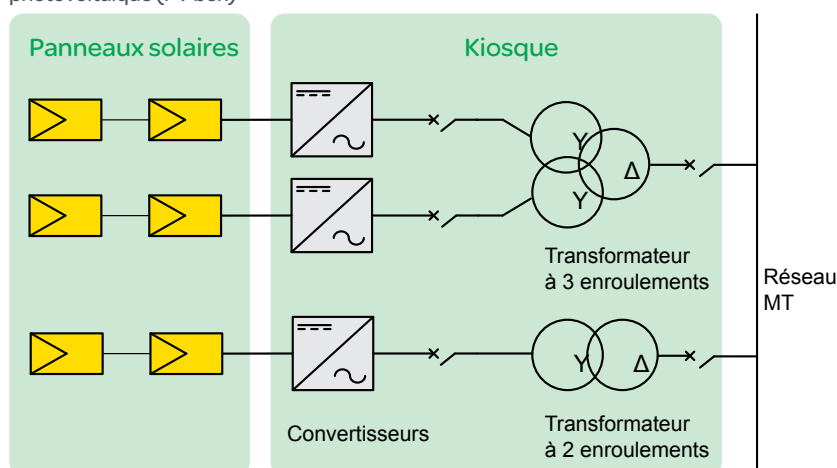 Panneaux solaires
Kiosque
Y
Y
Δ
Transformateur
à 3 enroulements
Réseau
MT
Y
Δ
Convertisseurs
Transformateur
à 2 enroulements